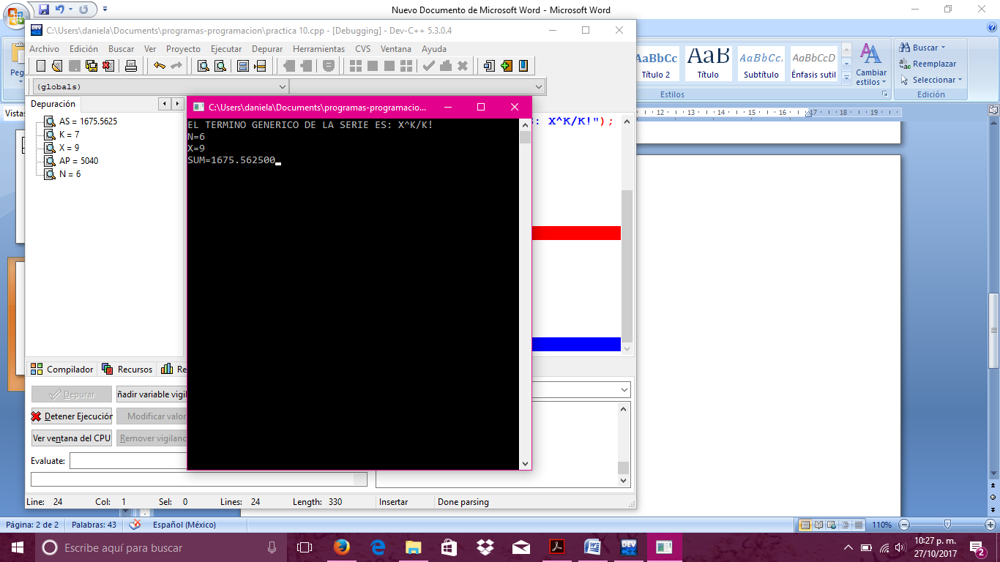 Nuevo Documento de Microsoft Word - Microsoft Word
C:\Users\daniela\Documents\programas-programacion\practica 10.cpp - [Debugging] - Dev-C++ 5.3.0.4
Archivo Edición Buscar Ver Proyecto Ejecutar Depurar Herramientas CVS Ventana Ayuda
(globals)
Depuración
AS = 1675.5625
K = 7
X = 9
AP = 5040
N = 6
C:\Users\daniela\Documents\programas-programacio...
EL TERMINO GENERICO DE LA SERIE ES: X^K/K!
N=6
X=9
SUM=1675.562500
: X^K/K!");
Compilador Recursos Re
Depurar
ñadir variable vigil
Detener Ejecución
Modificar valor
Ver ventana del CPU
Remover vigilanc
Evaluate:
Line: 24 Col: 1 Sel: 0 Lines: 24 Length: 330 Insertar Done parsing
Peg
Vistas
AaBbCc AaB AaBbCc. AaBbCcD
Título 2 Título Subtítulo Énfasis sutil
Cambiar estilos
Estilos
Buscar
Reemplazar
Seleccionar
Edición
12 13 14 15 16 17 18 19
Página: 2 de 2 Palabras: 43 Español (México) 110%
Escribe aquí para buscar
10:27 p. m.
27/10/2017
2